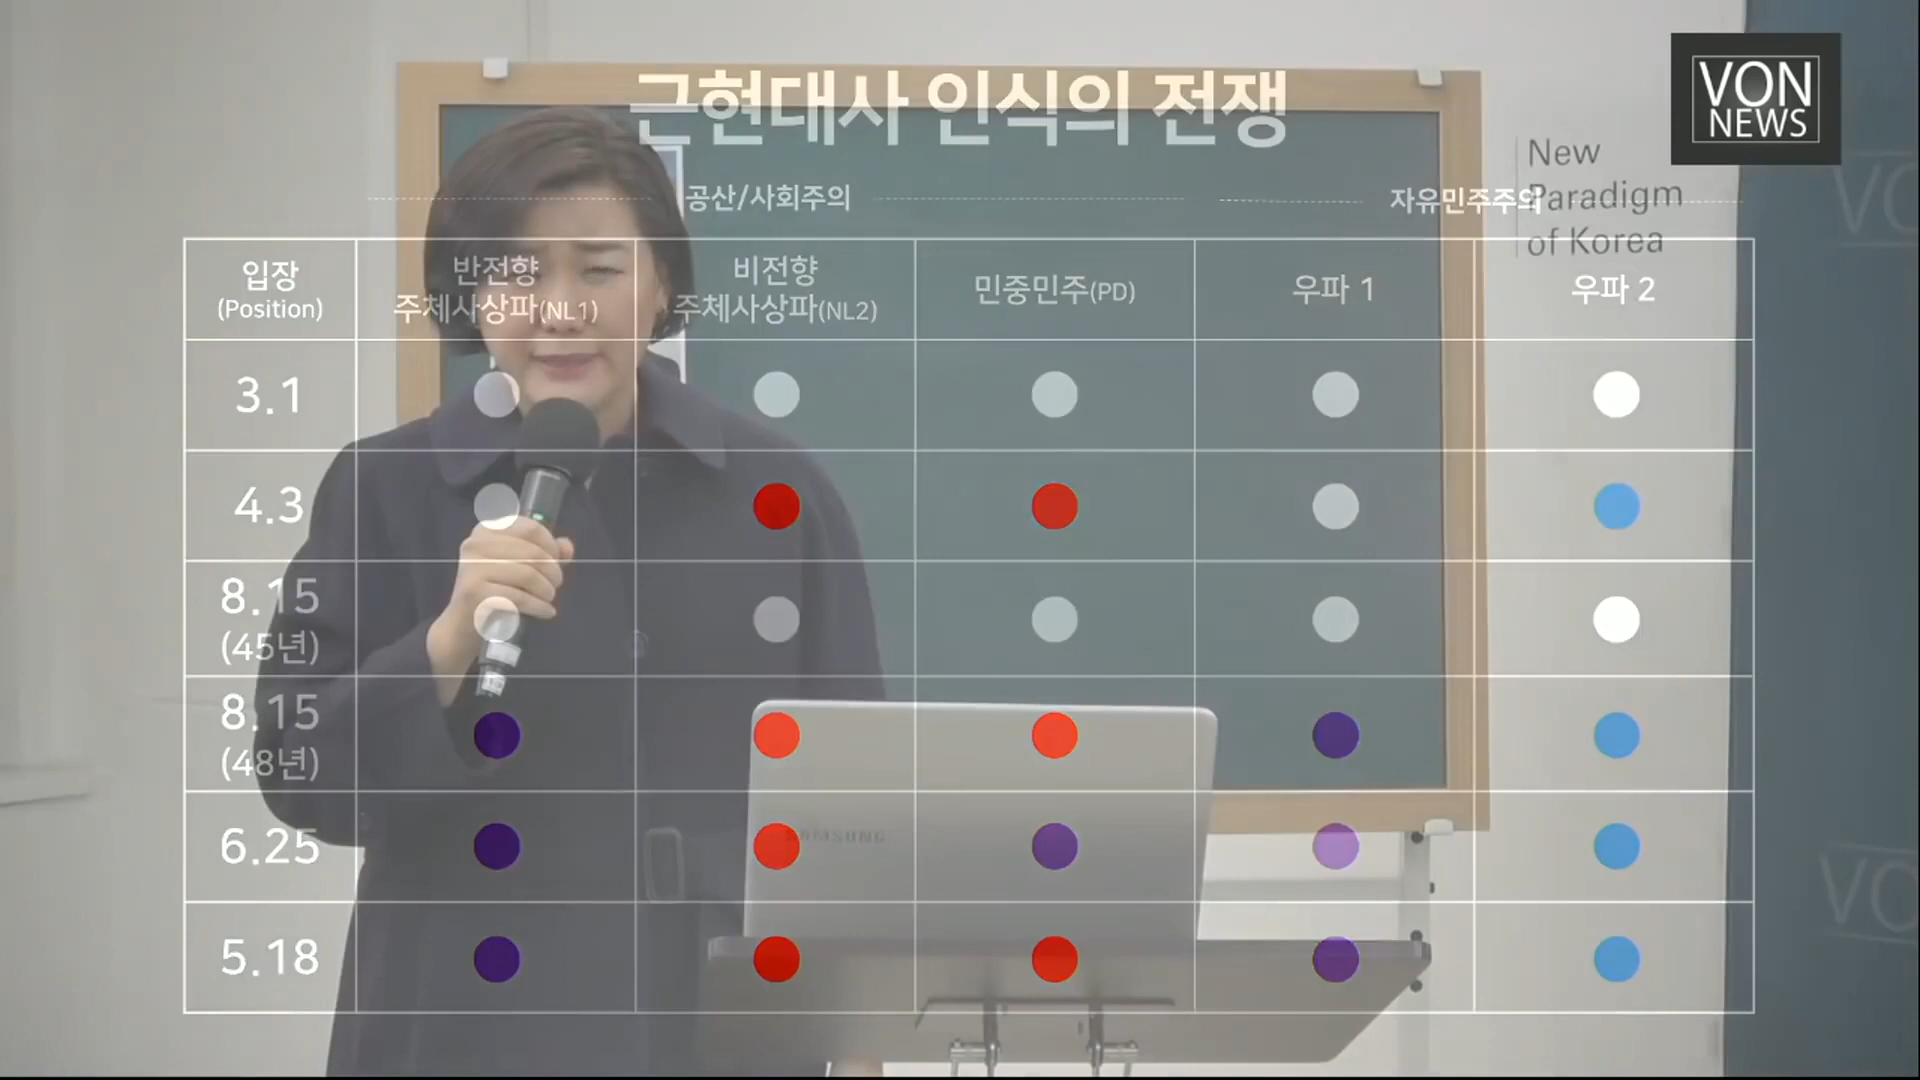 근현대사 인식의 전쟁
VON
NEWS
New
Paradigm
of Korea
공산/사회주의
자유민주주의
입장
(Position)
반전향
주체사상파(NL1)
비전향
주체사상파(NL2)
민중민주(PD)
우파 1
우파 2
3.1
4.3
8.15
(45년)
8.15
(48년)
6.25
5.18
SAMSUNG
VO
VO